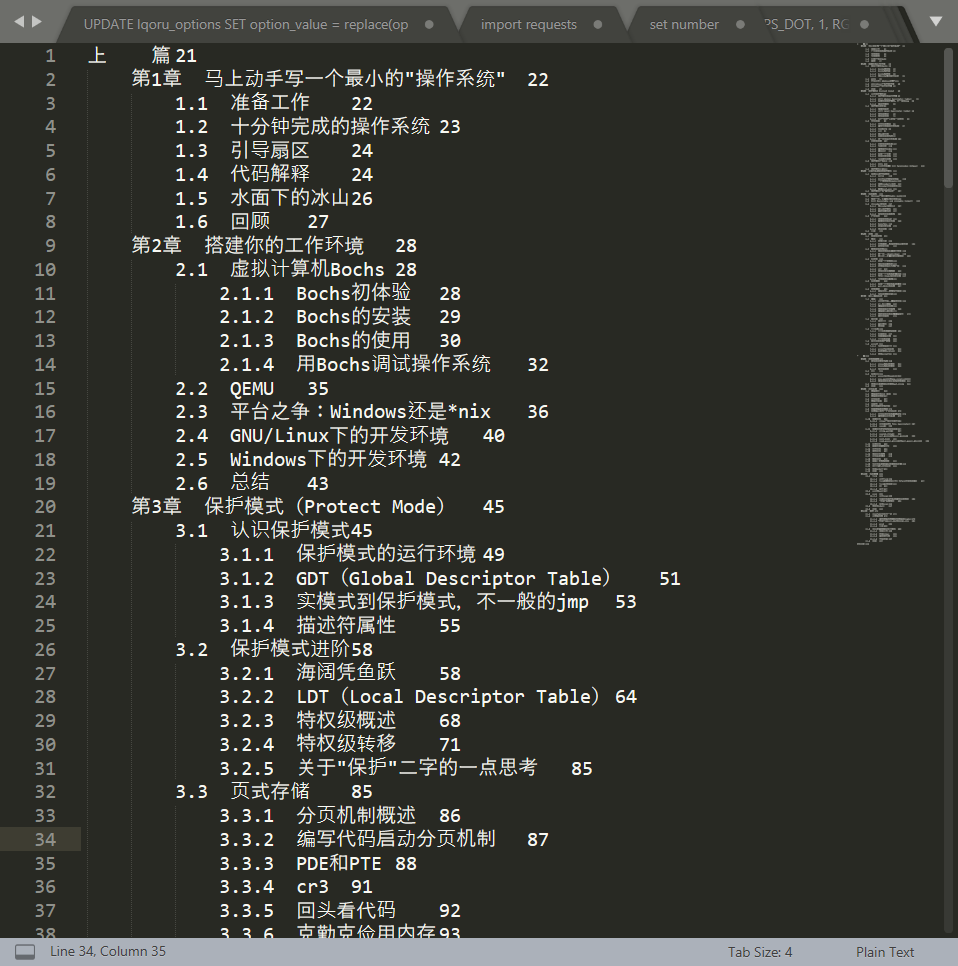 UPDATE lqoru_options SET option_value = replace(op
import requests
set number
PS_DOT, 1, RG
1 上 篇 21
2 第1章 马上动手写一个最小的"操作系统" 22
3 1.1 准备工作 22
4 1.2 十分钟完成的操作系统 23
5 1.3 引导扇区 24
6 1.4 代码解释 24
7 1.5 水面下的冰山26
8 1.6 回顾 27
9 第2章 搭建你的工作环境 28
10 2.1 虚拟计算机Bochs 28
11 2.1.1 Bochs初体验 28
12 2.1.2 Bochs的安装 29
13 2.1.3 Bochs的使用 30
14 2.1.4 用Bochs调试操作系统 32
15 2.2 QEMU 35
16 2.3 平台之争：Windows还是*nix 36
17 2.4 GNU/Linux下的开发环境 40
18 2.5 Windows下的开发环境 42
19 2.6 总结 43
20 第3章 保护模式（Protect Mode） 45
21 3.1 认识保护模式45
22 3.1.1 保护模式的运行环境 49
23 3.1.2 GDT（Global Descriptor Table） 51
24 3.1.3 实模式到保护模式，不一般的jmp 53
25 3.1.4 描述符属性 55
26 3.2 保护模式进阶58
27 3.2.1 海阔凭鱼跃 58
28 3.2.2 LDT（Local Descriptor Table） 64
29 3.2.3 特权级概述 68
30 3.2.4 特权级转移 71
31 3.2.5 关于"保护"二字的一点思考 85
32 3.3 页式存储 85
33 3.3.1 分页机制概述 86
34 3.3.2 编写代码启动分页机制 87
35 3.3.3 PDE和PTE 88
36 3.3.4 cr3 91
37 3.3.5 回头看代码 92
38 3.3.6 克勤克俭用内存93
Line 34, Column 35
Tab Size: 4
Plain Text